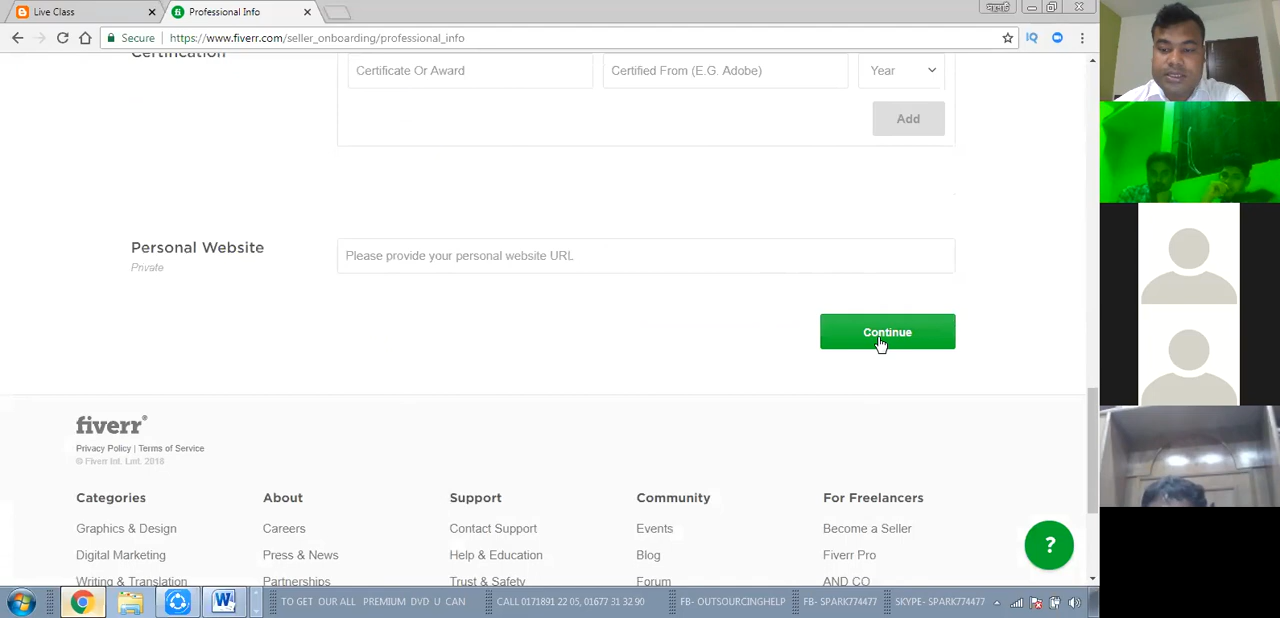 Live Class
Professional Info
Secure https://www.fiverr.com/seller_onboarding/professional_info
IQ
Certification
Certificate Or Award
Certified From (E.G. Adobe)
Year
Add
Personal Website
Private
Please provide your personal website URL
Continue
fiverr®
Privacy Policy | Terms of Service
© Fiverr Int. Lmt. 2018
Categories
About
Support
Community
For Freelancers
Graphics & Design
Careers
Contact Support
Events
Become a Seller
Digital Marketing
Press & News
Help & Education
Blog
Fiverr Pro
Writing & Translation
Partnerships
Trust & Safety
Forum
AND CO
?
TO GET OUR ALL PREMIUM DVD U CAN
CALL 0171891 22 05, 01677 31 32 90
FB- OUTSOURCINGHELP
FB- SPARK774477
SKYPE- SPARK774477